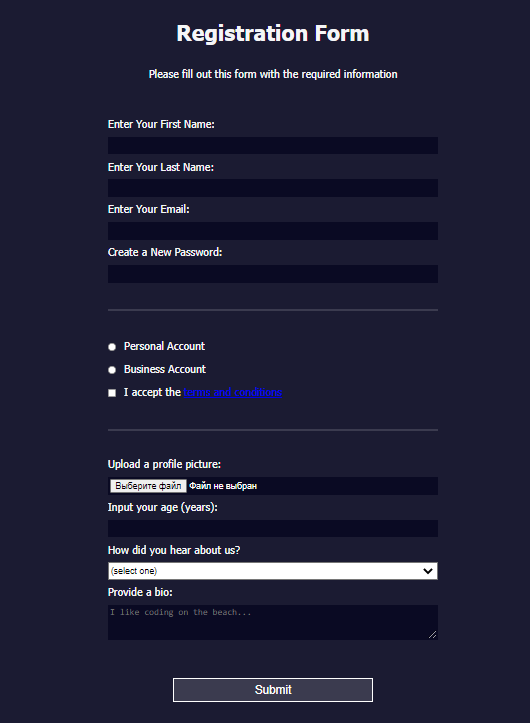 Registration Form
Please fill out this form with the required information
Enter Your First Name:
Enter Your Last Name:
Enter Your Email:
Create a New Password:
Personal Account
Business Account
I accept the terms and conditions
Upload a profile picture:
Выберите файл Файл не выбран
Input your age (years):
How did you hear about us?
(select one)
Provide a bio:
I like coding on the beach...
Submit